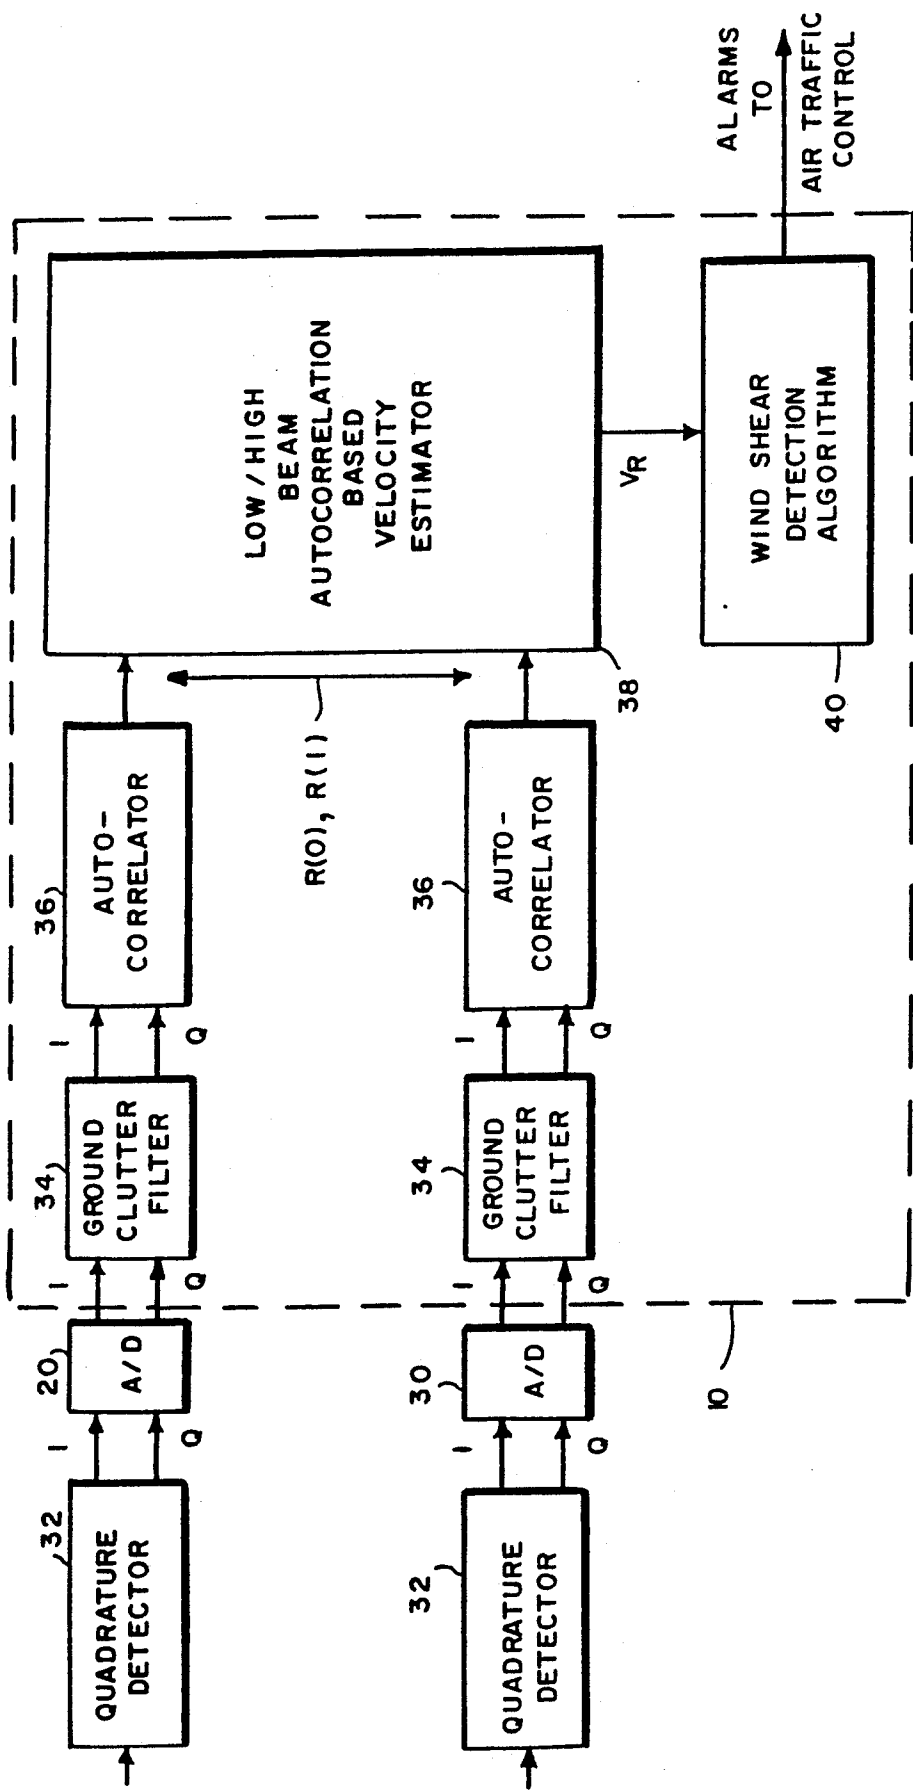 32
QUADRATURE
DETECTOR
I
Q
20
A/D
I
Q
34
GROUND
CLUTTER
FILTER
I
Q
36
AUTO-
CORRELATOR
R(0), R(1)
LOW/HIGH
BEAM
AUTOCORRELATION
BASED
VELOCITY
ESTIMATOR
38
32
QUADRATURE
DETECTOR
I
Q
30
A/D
I
Q
34
GROUND
CLUTTER
FILTER
I
Q
36
AUTO-
CORRELATOR
VR
40
WIND SHEAR
DETECTION
ALGORITHM
10
ALARMS
TO
AIR TRAFFIC
CONTROL